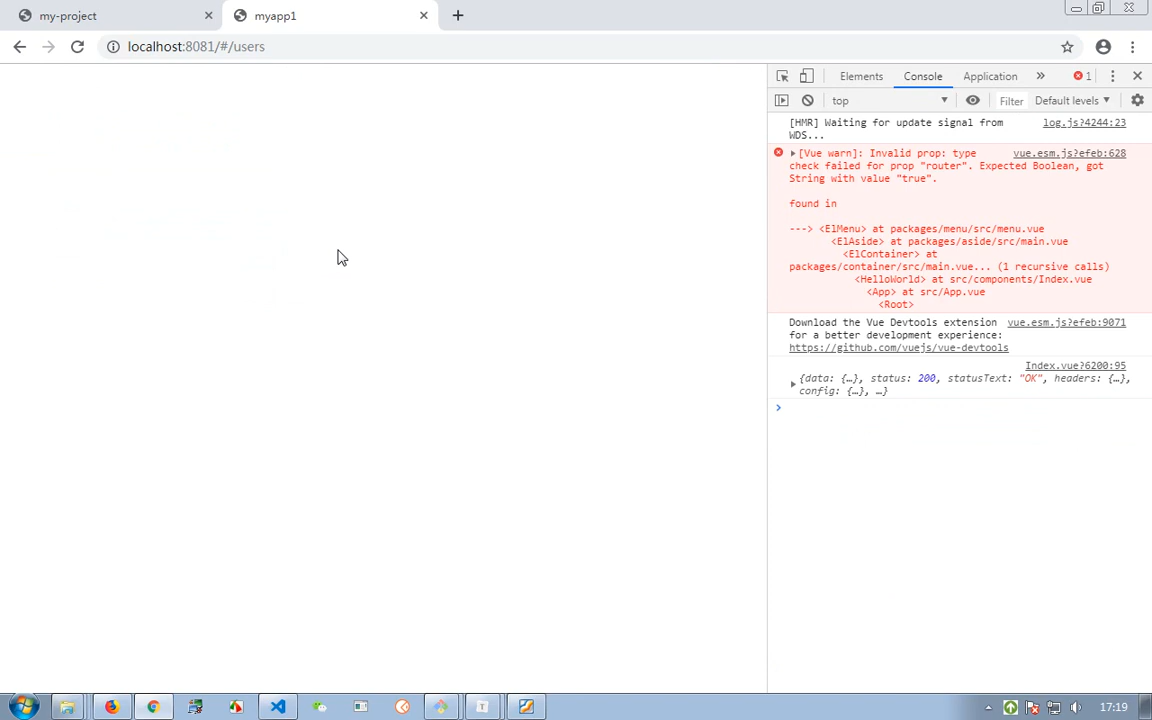 my-project
myapp1
localhost:8081/#/users
Elements
Console
Application
1
top
Filter
Default levels
[HMR] Waiting for update signal from
WDS...
log.js?4244:23
[Vue warn]: Invalid prop: type
vue.esm.js?efeb:628
check failed for prop "router". Expected Boolean, got
String with value "true".
found in
---> <ElMenu> at packages/menu/src/menu.vue
<ElAside> at packages/aside/src/main.vue
<ElContainer> at
packages/container/src/main.vue... (1 recursive calls)
<HelloWorld> at src/components/Index.vue
<App> at src/App.vue
<Root>
Download the Vue Devtools extension
vue.esm.js?efeb:9071
for a better development experience:
https://github.com/vuejs/vue-devtools
Index.vue?6200:95
{data: {…}, status: 200, statusText: "OK", headers: {…},
config: {…}, …}
T
17:19